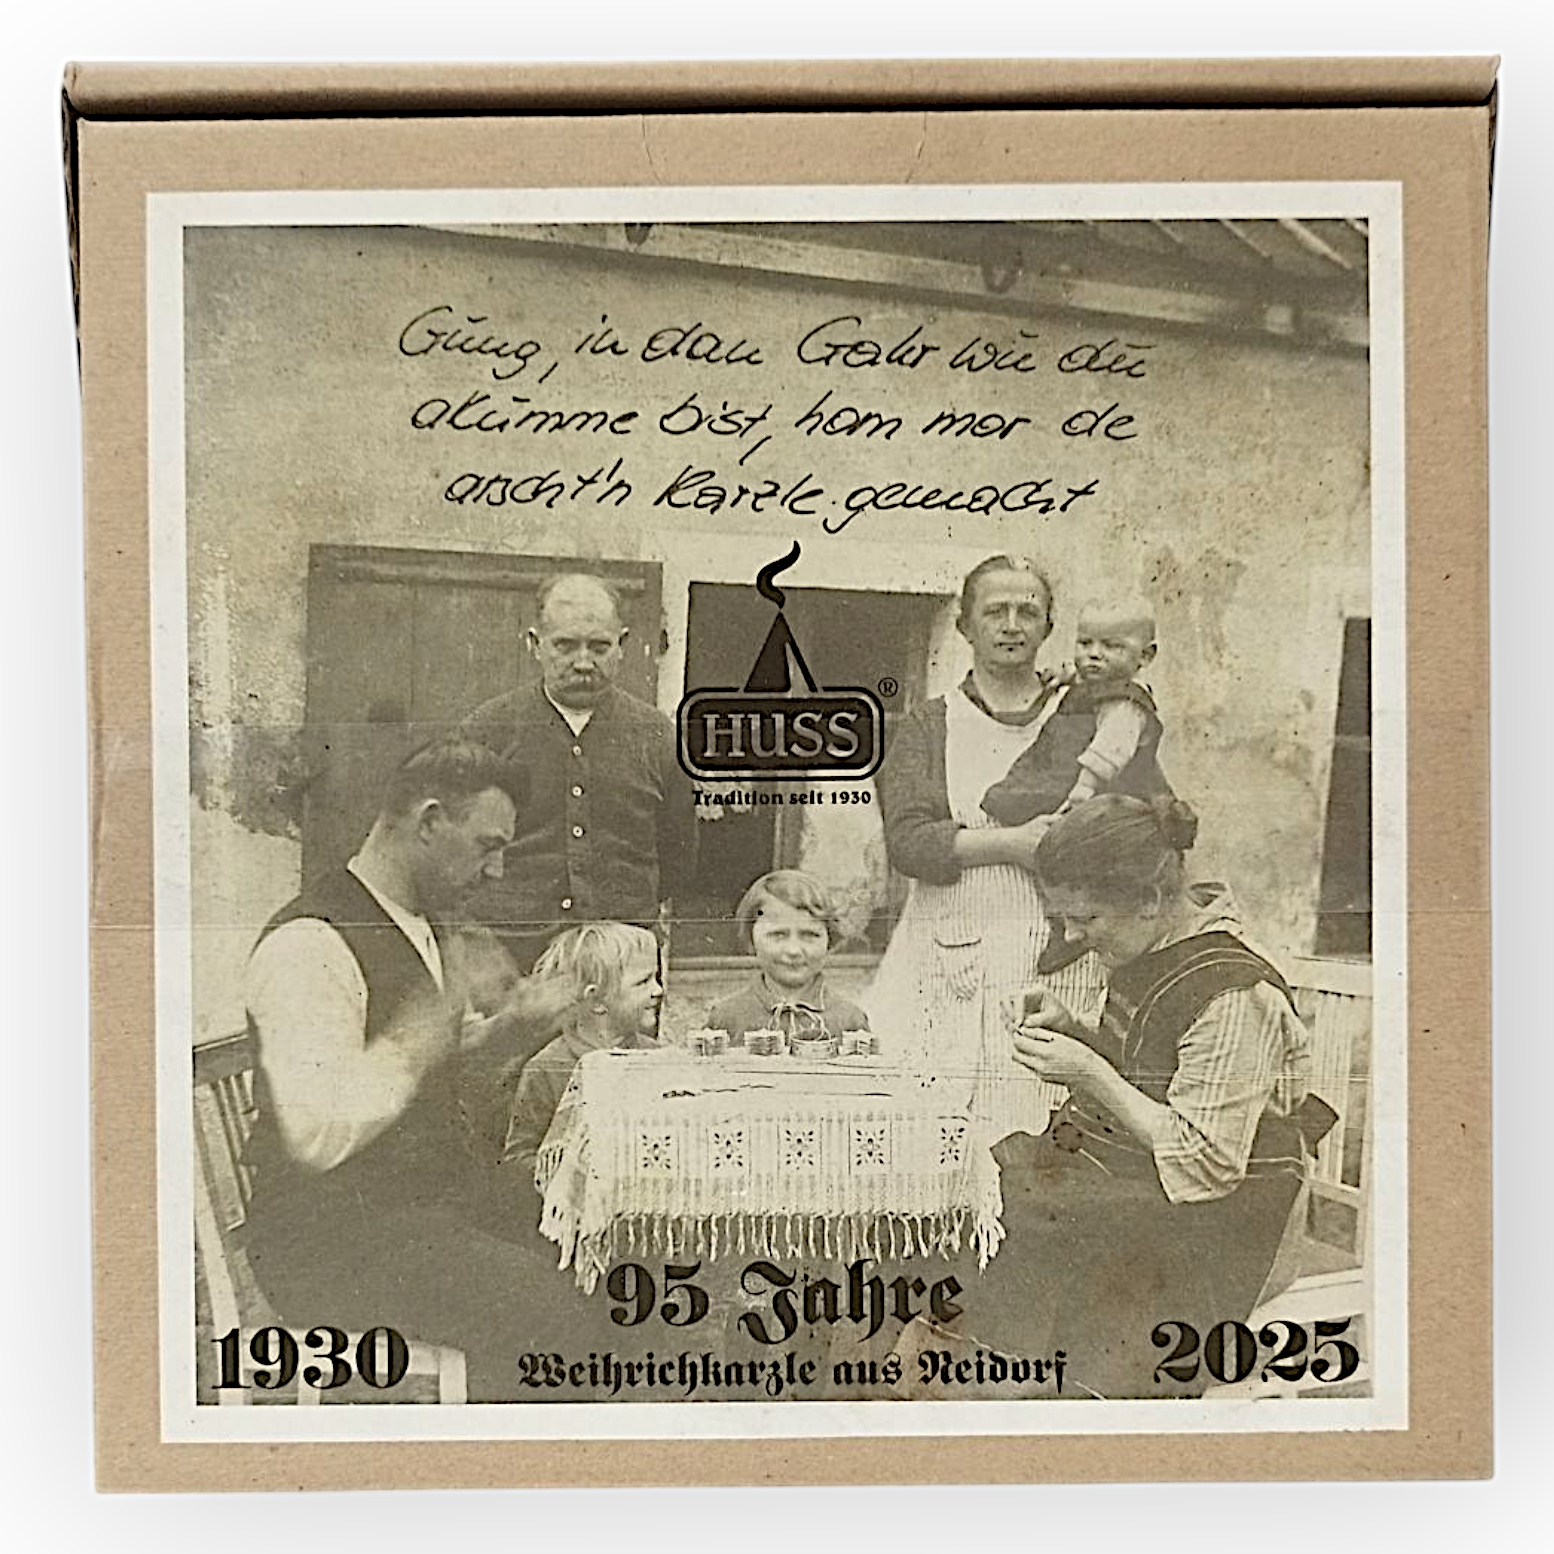 Gung, in dan Gahr wu du
akumme bist, hom mor de
arscht'n Karzle gemacht
HUSS®
Tradition seit 1930
95 Jahre
1930
Weihrichkarzle aus Neidorf
2025